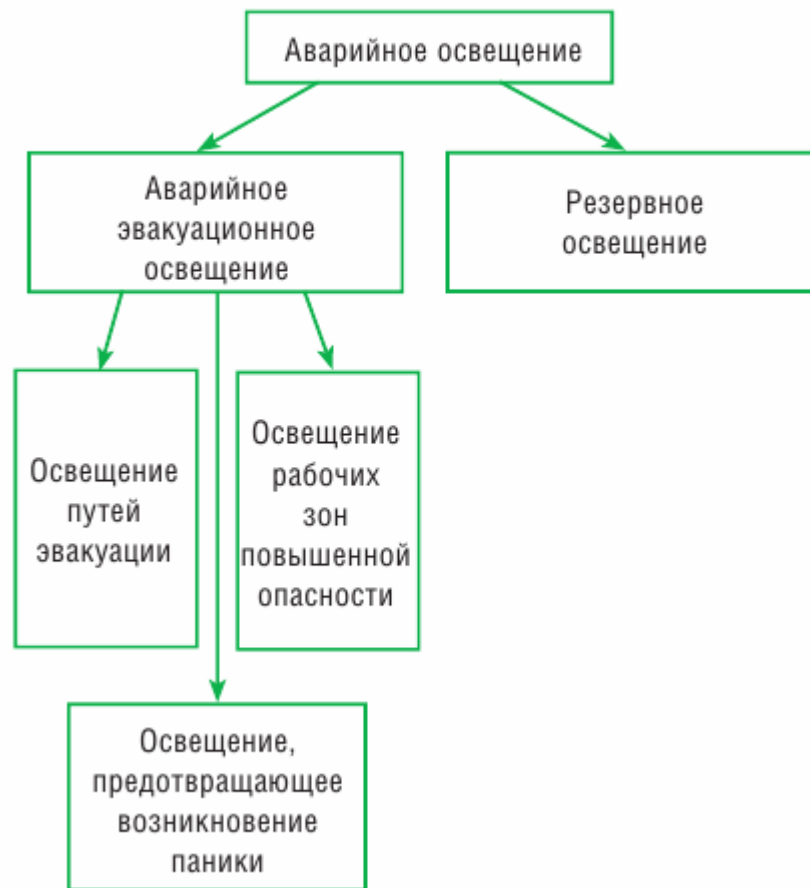 Аварийное освещение
Аварийное
эвакуационное
освещение
Резервное
освещение
Освещение
путей
эвакуации
Освещение
рабочих
зон
повышенной
опасности
Освещение,
предотвращающее
возникновение
паники